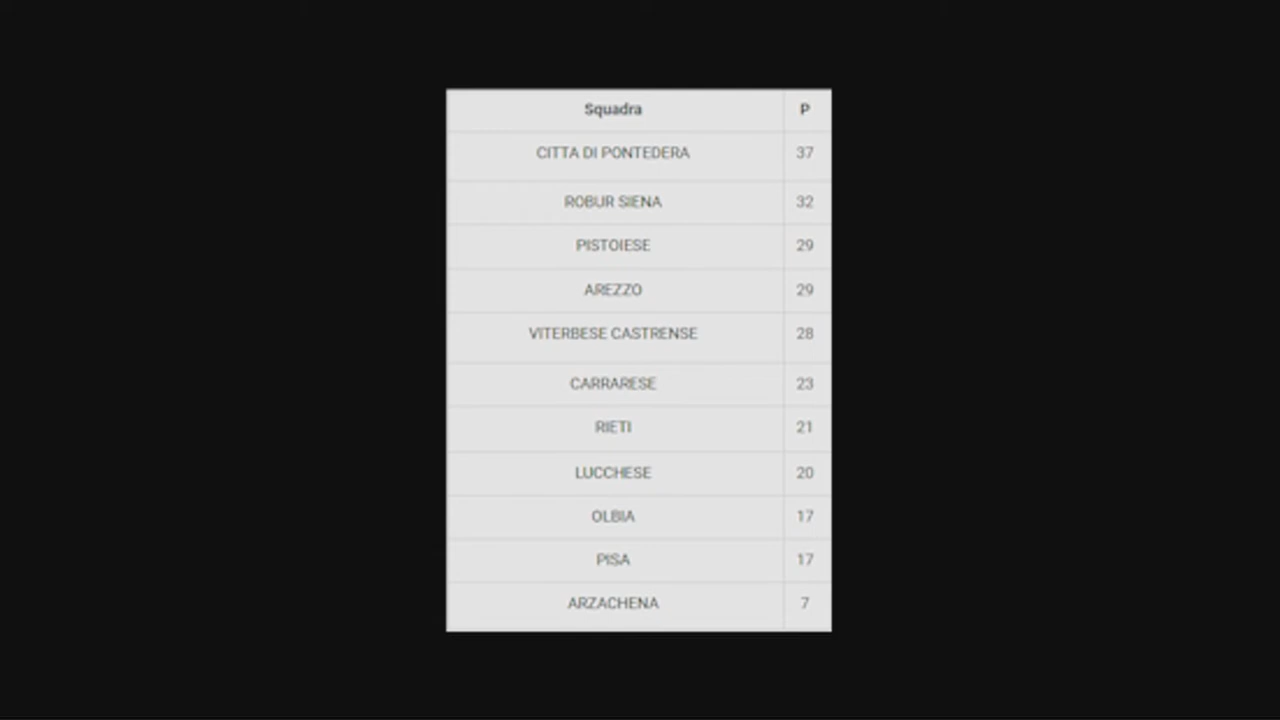 Squadra P
CITTA DI PONTEDERA 37
ROBUR SIENA 32
PISTOIESE 29
AREZZO 29
VITERBESE CASTRENSE 28
CARRARESE 23
RIETI 21
LUCCHESE 20
OLBIA 17
PISA 17
ARZACHENA 7